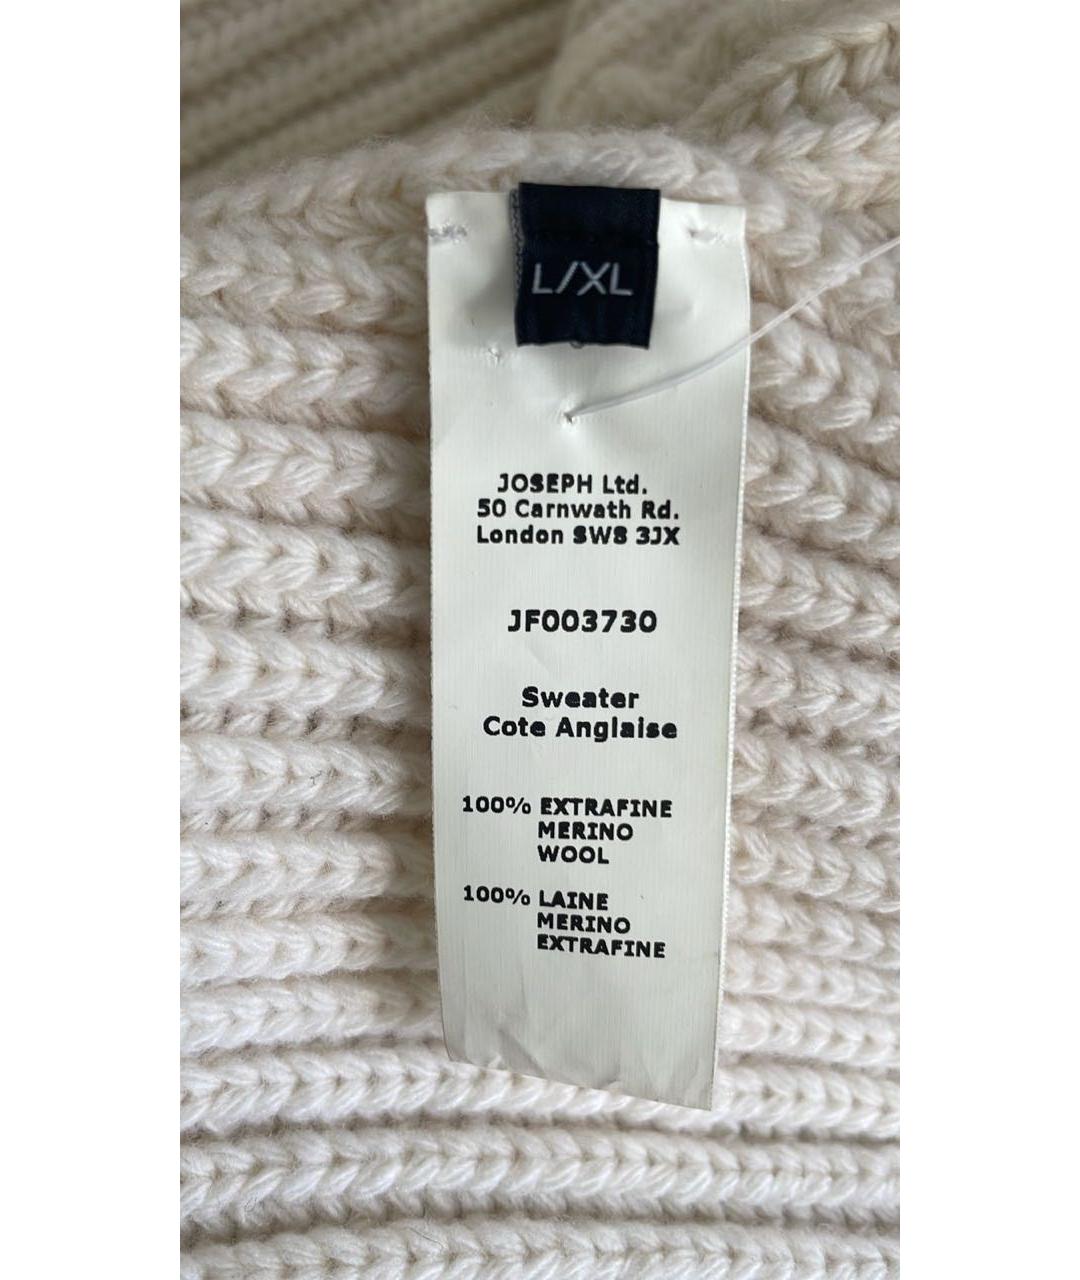 L/XL
JOSEPH Ltd.
50 Carnwath Rd.
London SW8 3JX
JF003730
Sweater
Cote Anglaise
100% EXTRAFINE
MERINO
WOOL
100% LAINE
MERINO
EXTRAFINE